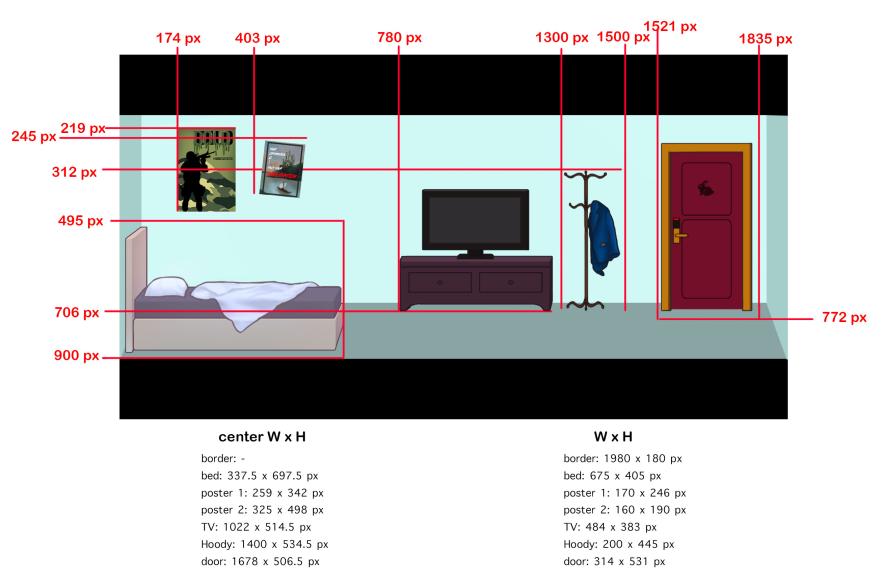 1521 px
174 px 403 px 780 px 1300 px 1500 px 1835 px
219 px
245 px
312 px
495 px
706 px
772 px
900 px
center W x H
border: -
bed: 337.5 x 697.5 px
poster 1: 259 x 342 px
poster 2: 325 x 498 px
TV: 1022 x 514.5 px
Hoody: 1400 x 534.5 px
door: 1678 x 506.5 px
W x H
border: 1980 x 180 px
bed: 675 x 405 px
poster 1: 170 x 246 px
poster 2: 160 x 190 px
TV: 484 x 383 px
Hoody: 200 x 445 px
door: 314 x 531 px